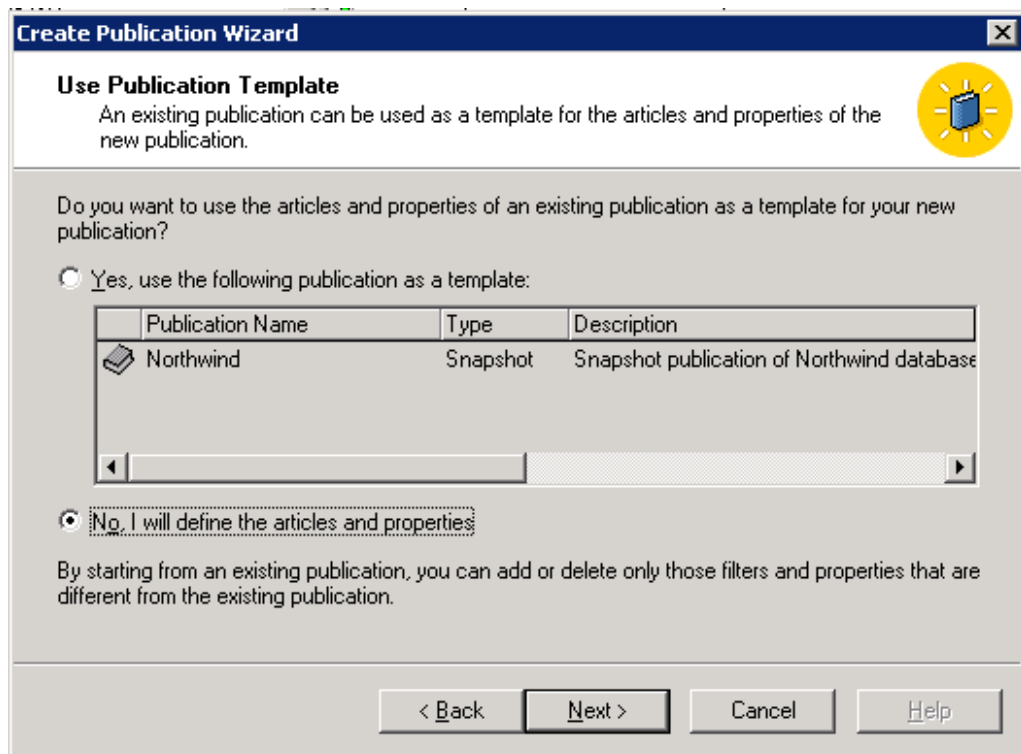 Create Publication Wizard
Use Publication Template
An existing publication can be used as a template for the articles and properties of the
new publication.
Do you want to use the articles and properties of an existing publication as a template for your new
publication?
Yes, use the following publication as a template:
Publication Name Type Description
Northwind Snapshot Snapshot publication of Northwind database
No, I will define the articles and properties
By starting from an existing publication, you can add or delete only those filters and properties that are
different from the existing publication.
< Back Next > Cancel Help